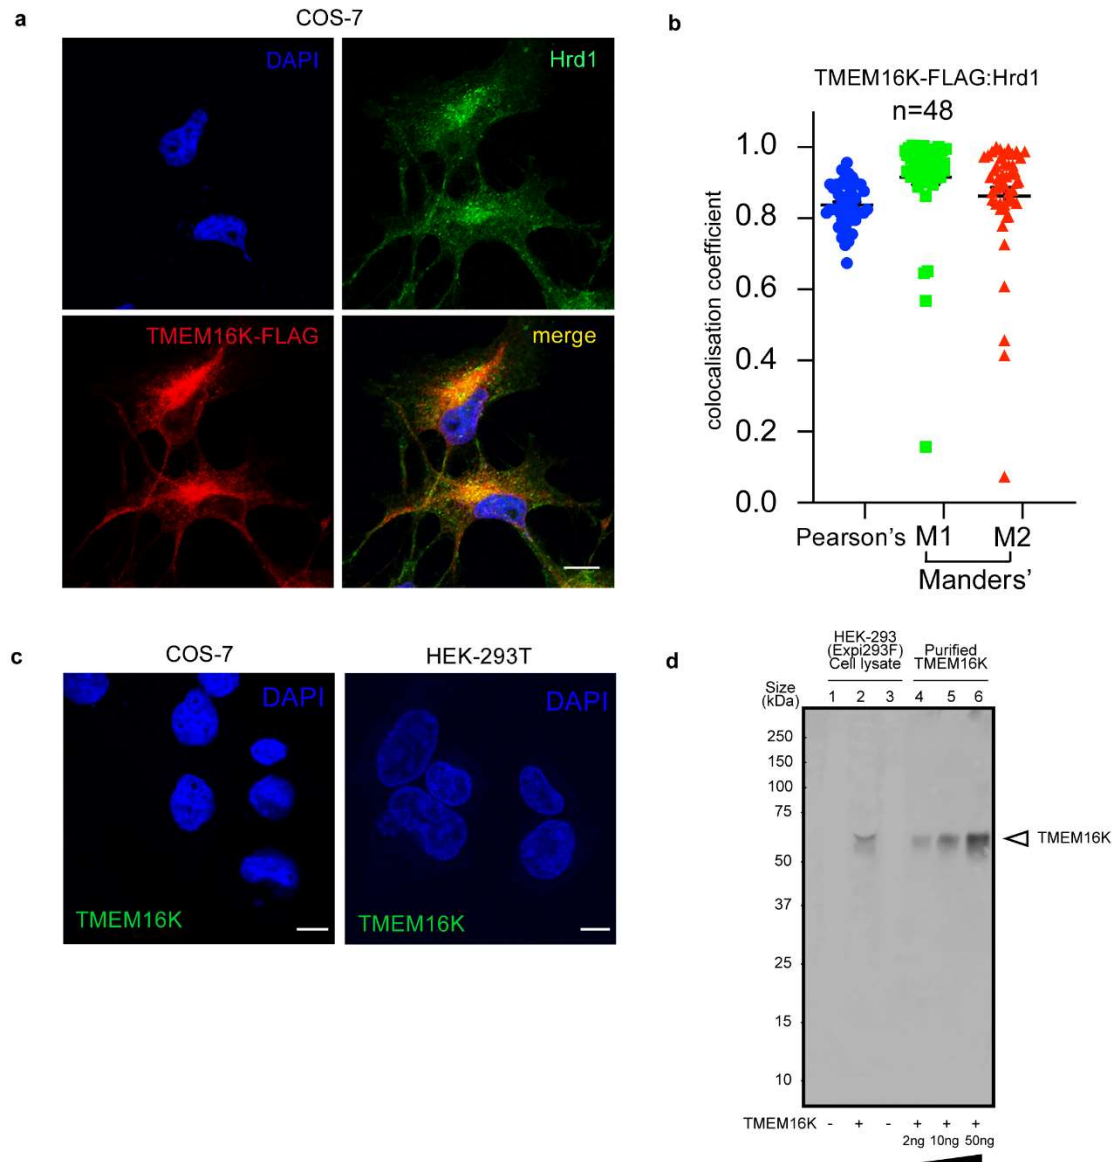 a
COS-7
DAPI
Hrd1
TMEM16K-FLAG
merge
b
TMEM16K-FLAG:Hrd1
n=48
colocalisation coefficient
1.0
0.8
0.6
0.4
0.2
0.0
Pearson's M1 M2
Manders'
c
COS-7
HEK-293T
DAPI
DAPI
TMEM16K
TMEM16K
d
HEK-293
(Expi293F)
Cell lysate
Purified
TMEM16K
Size
(kDa)
1 2 3 4 5 6
250
150
100
75
50
37
25
15
10
TMEM16K
TMEM16K - + - + + +
2ng 10ng 50ng